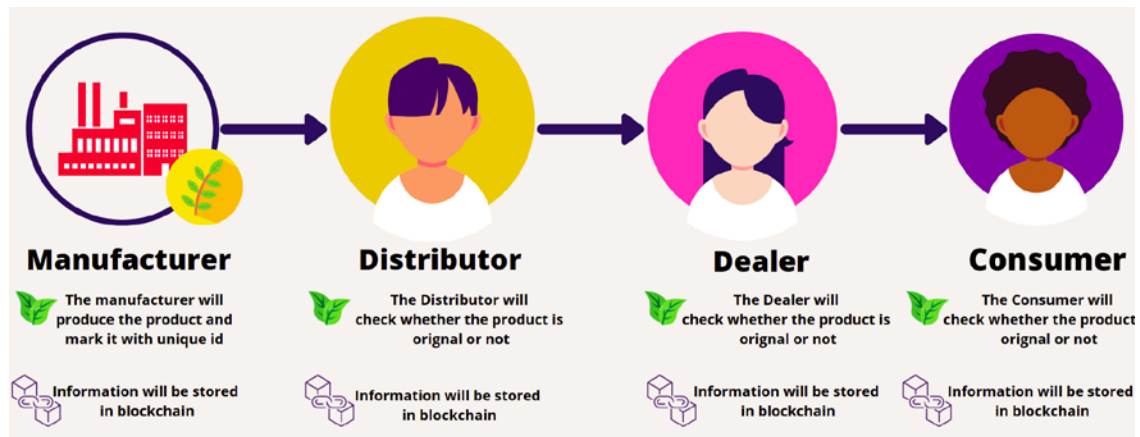 Manufacturer
The manufacturer will
produce the product and
mark it with unique id
Information will be stored
in blockchain
Distributor
The Distributor will
check whether the product is
orignal or not
Information will be stored
in blockchain
Dealer
The Dealer will
check whether the product is
orignal or not
Information will be stored
in blockchain
Consumer
The Consumer will
check whether the product
orignal or not
Information will be stored
in blockchain